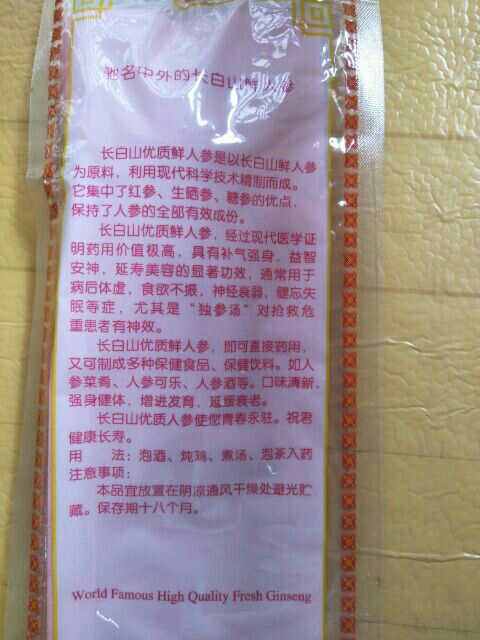 驰名中外的长白山鲜人参
长白山优质鲜人参是以长白山鲜人参
为原料，利用现代科学技术精制而成。
它集中了红参、生晒参、糖参的优点，
保持了人参的全部有效成份。
长白山优质鲜人参，经过现代医学证
明药用价值极高，具有补气强身，益智
安神，延寿美容的显著功效，通常用于
病后体虚，食欲不振，神经衰弱，健忘失
眠等症，尤其是“独参汤”对抢救危
重患者有神效。
长白山优质鲜人参，即可直接药用，
又可制成多种保健食品、保健饮料。如人
参菜肴、人参可乐、人参酒等。口味清新，
强身健体，增进发育，延缓衰老。
长白山优质人参使您青春永驻。祝君
健康长寿。
用 法：泡酒、炖鸡、煮汤、泡茶入药
注意事项：
本品宜放置在阴凉通风干燥处避光贮
藏。保存期十八个月。
World Famous High Quality Fresh Ginseng